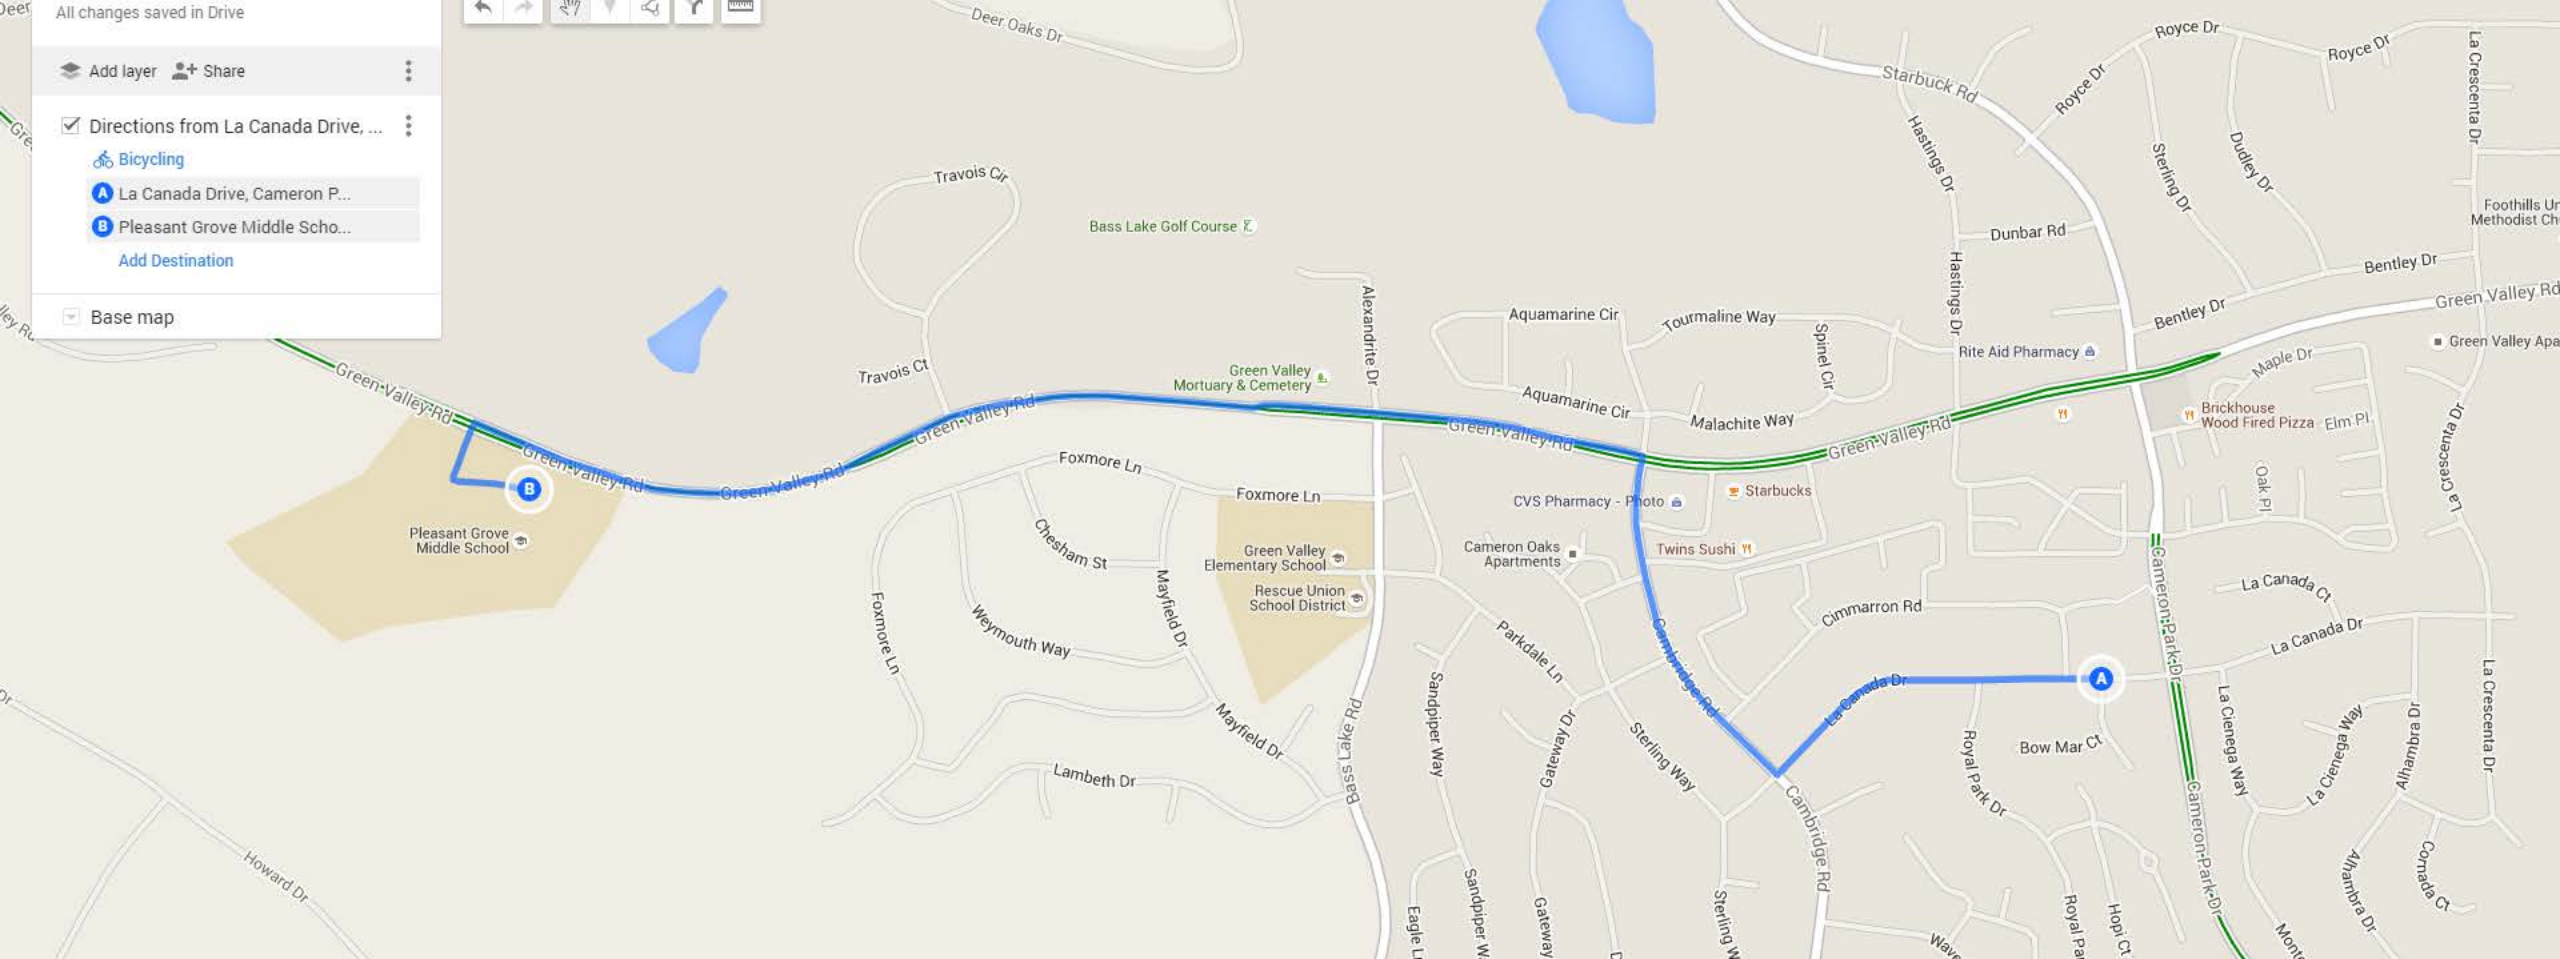 Deer
All changes saved in Drive
Add layer
Share
Directions from La Canada Drive, ...
Bicycling
A La Canada Drive, Cameron P...
B Pleasant Grove Middle Scho...
Add Destination
Base map
Gre
lley Rd
Deer Oaks Dr
Starbuck Rd
Royce Dr
Royce Dr
Royce Dr
La Crescenta Dr
Hastings Dr
Sterling Dr
Dudley Dr
Travois Cir
Bass Lake Golf Course
Dunbar Rd
Foothills Un
Methodist Ch
Hastings Dr
Bentley Dr
Green Valley Rd
Alexandrite Dr
Aquamarine Cir
Tourmaline Way
Bentley Dr
Spinel Cir
Rite Aid Pharmacy
Green Valley Apa
Maple Dr
Travois Ct
Green Valley
Mortuary & Cemetery
Green Valley Rd
Green Valley Rd
Aquamarine Cir
Malachite Way
Brickhouse
Wood Fired Pizza
Elm Pl
Green Valley Rd
Green Valley Rd
La Crescenta Dr
Green Valley Rd
Green Valley Rd
B
Foxmore Ln
Foxmore Ln
CVS Pharmacy - Photo
Starbucks
Oak Pl
Pleasant Grove
Middle School
Chesham St
Green Valley
Elementary School
Cameron Oaks
Apartments
Twins Sushi
Rescue Union
School District
Mayfield Dr
Foxmore Ln
Weymouth Way
Parkdale Ln
Cambridge Rd
Cimmarron Rd
Cameron Park Dr
La Canada Ct
La Canada Dr
La Canada Dr
A
Dr
Mayfield Dr
Bass Lake Rd
Sandpiper Way
Gateway Dr
Sterling Way
Royal Park Dr
Bow Mar Ct
La Cienega Way
La Cienega Way
Alhambra Dr
La Crescenta Dr
Lambeth Dr
Cambridge Rd
Cameron Park Dr
Howard Dr
Eagle L
Sandpiper W
Gateway
D
Sterling W
Wave
Royal Pa
Hopi Ct
Mont
Alhambra Dr
Cornada Ct